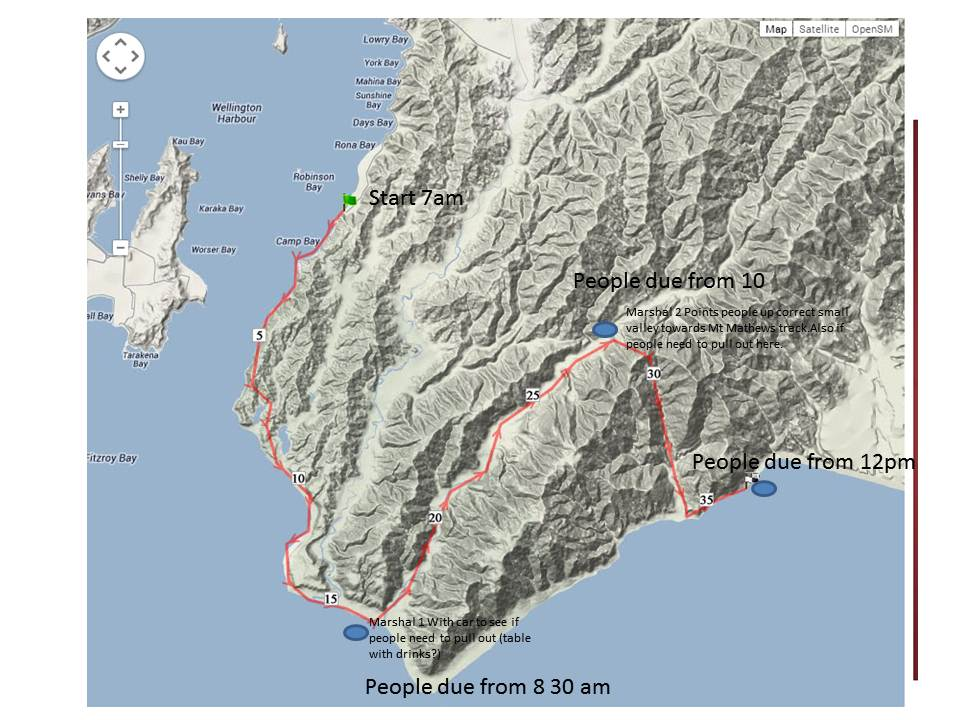 Map Satellite OpenSM
Lowry Bay
York Bay
Mahina Bay
Sunshine
Bay
Days Bay
Rona Bay
Wellington
Harbour
Kau Bay
Shelly Bay
vans Bay
Karaka Bay
Worser Bay
all Bay
Tarakena
Bay
Robinson
Bay
Start 7am
Camp Bay
5
Fitzroy Bay
10
15
20
25
30
35
People due from 10
Marshal 2 Points people up correct small
valley towards Mt Mathews track.Also if
people need to pull out here.
People due from 12pm
Marshal 1 With car to see if
people need to pull out (table
with drinks?)
People due from 8 30 am